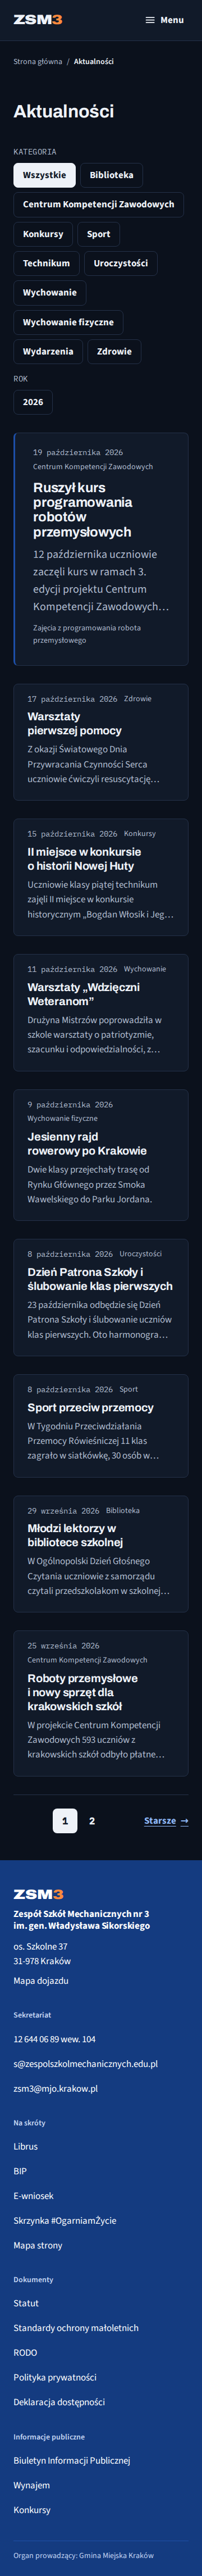 ZSM3
Menu
Strona główna / Aktualności
Aktualności
KATEGORIA
Wszystkie
Biblioteka
Centrum Kompetencji Zawodowych
Konkursy
Sport
Technikum
Uroczystości
Wychowanie
Wychowanie fizyczne
Wydarzenia
Zdrowie
ROK
2026
19 października 2026
Centrum Kompetencji Zawodowych
Ruszył kurs
programowania
robotów
przemysłowych
12 październikaa uczniowie
zaczęli kurs w ramach 3.
edycji projektu Centrum
Kompetencji Zawodowych…
Zajęcia z programowania robota
przemysłowego
17 października 2026 Zdrowie
Warsztaty
pierwszej pomocy
Z okazji Światowego Dnia
Przywracania Czynności Serca
uczniowie ćwiczyli resuscytację…
15 października 2026 Konkursy
II miejsce w konkursie
o historii Nowej Huty
Uczniowie klasy piątej technikum
zajęli II miejsce w konkursie
historycznym „Bogdan Włosik i Jeg…
11 października 2026 Wychowanie
Warsztaty „Wdzięczni
Weteranom”
Drużyna Mistrzów poprowadziła w
szkole warsztaty o patriotyzmie,
szacunku i odpowiedzialności, z…
9 października 2026
Wychowanie fizyczne
Jesienny rajd
rowerowy po Krakowie
Dwie klasy przejechały trasę od
Rynku Głównego przez Smoka
Wawelskiego do Parku Jordana.
8 października 2026 Uroczystości
Dzień Patrona Szkoły i
ślubowanie klas pierwszych
23 października odbędzie się Dzień
Patrona Szkoły i ślubowanie uczniów
klas pierwszych. Oto harmonogra…
8 października 2026 Sport
Sport przeciw przemocy
W Tygodniu Przeciwdziałania
Przemocy Rówieśniczej 11 klas
zagrało w siatkówkę, 30 osób w…
29 września 2026 Biblioteka
Młodzi lektorzy w
bibliotece szkolnej
W Ogólnopolski Dzień Głośnego
Czytania uczniowie z samorządu
czytali przedszkolakom w szkolnej…
25 września 2026
Centrum Kompetencji Zawodowych
Roboty przemysłowe
i nowy sprzęt dla
krakowskich szkół
W projekcie Centrum Kompetencji
Zawodowych 593 uczniów z
krakowskich szkół odbyło płatne…
1 2 Starsze →
ZSM3
Zespół Szkół Mechanicznych nr 3
im. gen. Władysława Sikorskiego
os. Szkolne 37
31-978 Kraków
Mapa dojazdu
Sekretariat
12 644 06 89 wew. 104
s@zespolszkolmechanicznych.edu.pl
zsm3@mjo.krakow.pl
Na skróty
Librus
BIP
E-wniosek
Skrzynka #OgarniamŻycie
Mapa strony
Dokumenty
Statut
Standardy ochrony małoletnich
RODO
Polityka prywatności
Deklaracja dostępności
Informacje publiczne
Biuletyn Informacji Publicznej
Wynajem
Konkursy
Organ prowadzący: Gmina Miejska Kraków